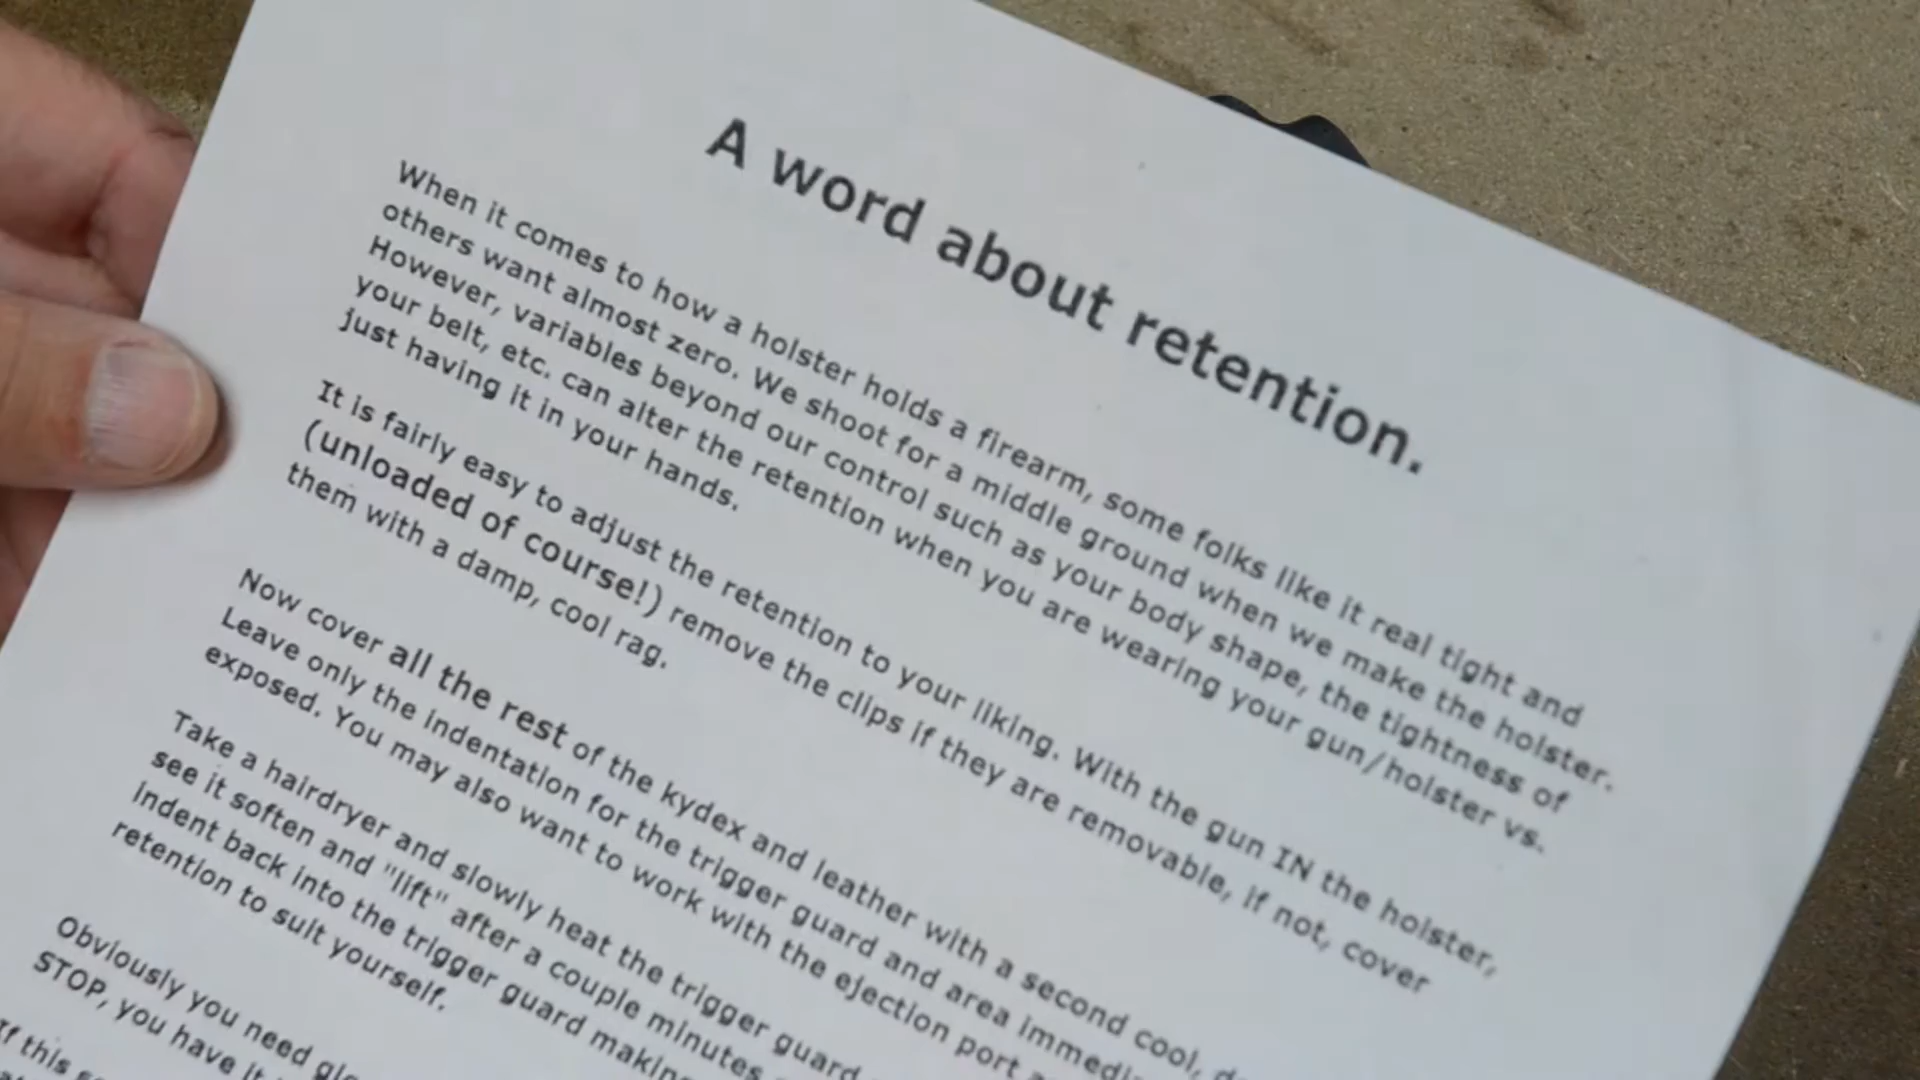 A word about retention.
When it comes to how a holster holds a firearm, some folks like it real tight and
others want almost zero. We shoot for a middle ground when we make the holster.
However, variables beyond our control such as your body shape, the tightness of
your belt, etc. can alter the retention when you are wearing your gun/holster vs.
just having it in your hands.
It is fairly easy to adjust the retention to your liking. With the gun IN the holster,
(unloaded of course!) remove the clips if they are removable, if not, cover
them with a damp, cool rag.
Now cover all the rest of the kydex and leather with a second cool,
Leave only the indentation for the trigger guard and area
exposed. You may also want to work with the ejection port
Take a hairdryer and slowly heat the trigger guard
see it soften and "lift" after a couple minutes
indent back into the trigger guard making
retention to suit yourself.
Obviously you need
STOP, you have it
If this